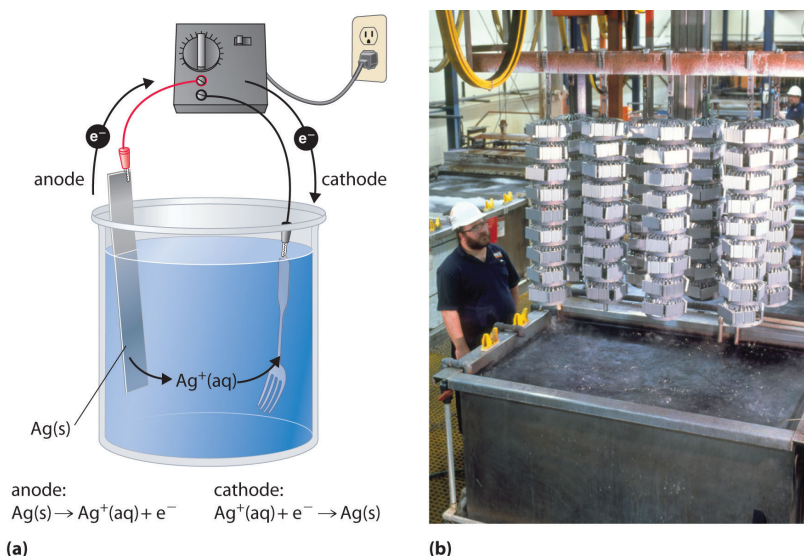 e⁻
e⁻
anode
cathode
Ag⁺(aq)
Ag(s)
anode:
Ag(s) → Ag⁺(aq) + e⁻
cathode:
Ag⁺(aq) + e⁻ → Ag(s)
(a)
(b)